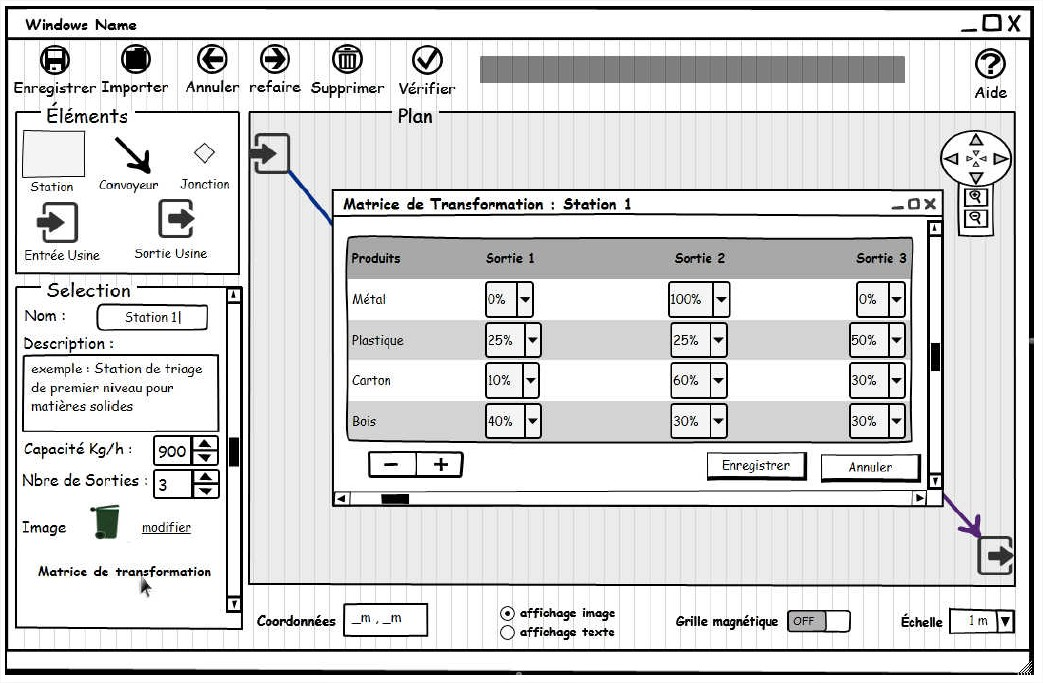 Windows Name
Enregistrer Importer Annuler refaire Supprimer Vérifier
Aide
Éléments
Station Convoyeur Jonction
Entrée Usine Sortie Usine
Plan
Selection
Nom : Station 1
Description :
exemple : Station de triage
de premier niveau pour
matières solides
Capacité Kg/h : 900
Nbre de Sorties : 3
Image modifier
Matrice de transformation
Matrice de Transformation : Station 1
Produits Sortie 1 Sortie 2 Sortie 3
Métal 0% 100% 0%
Plastique 25% 25% 50%
Carton 10% 60% 30%
Bois 40% 30% 30%
Enregistrer Annuler
Coordonnées _m , _m
affichage image
affichage texte
Grille magnétique OFF
Échelle 1 m